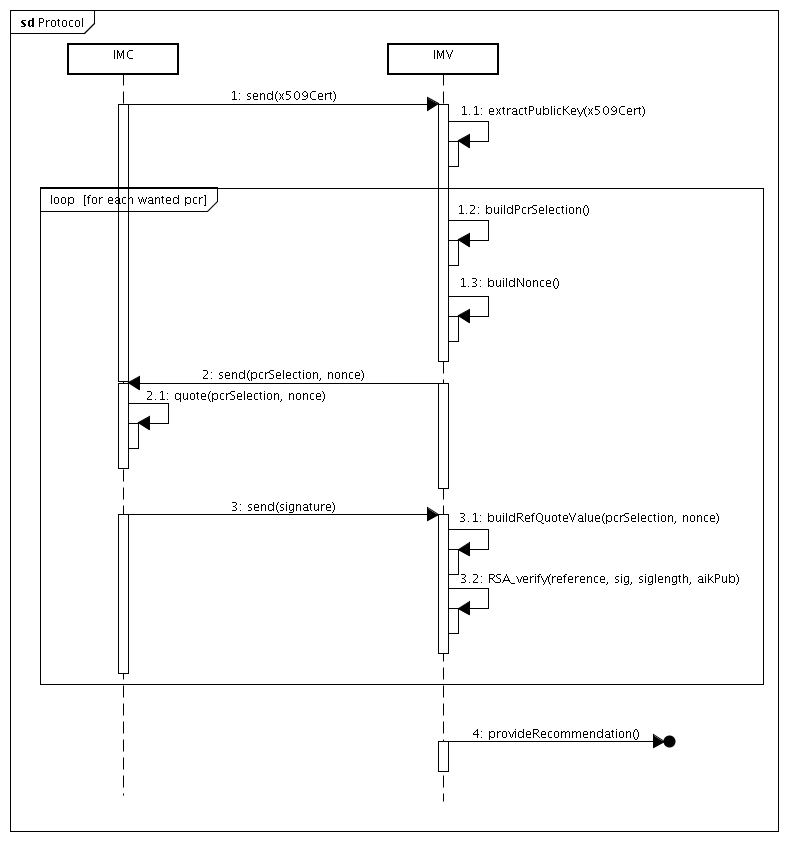 sd Protocol
IMC
IMV
1: send(x509Cert)
1.1: extractPublicKey(x509Cert)
loop [for each wanted pcr]
1.2: buildPcrSelection()
1.3: buildNonce()
2: send(pcrSelection, nonce)
2.1: quote(pcrSelection, nonce)
3: send(signature)
3.1: buildRefQuoteValue(pcrSelection, nonce)
3.2: RSA_verify(reference, sig, siglength, aikPub)
4: provideRecommendation()